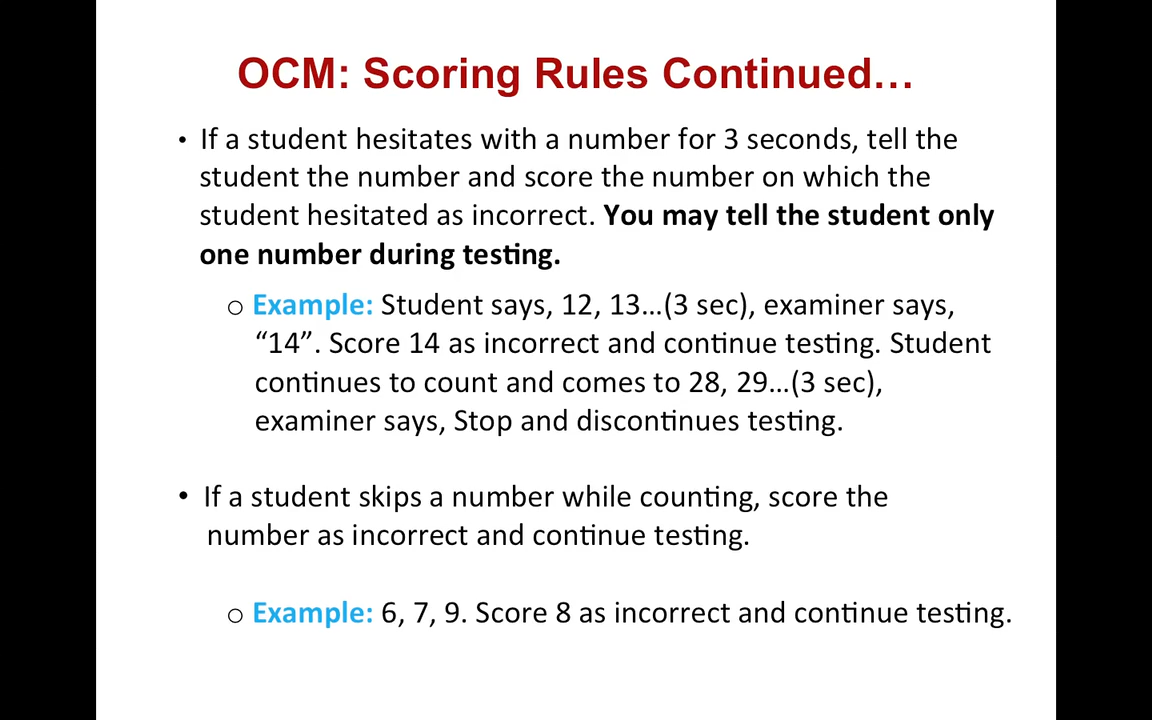 OCM: Scoring Rules Continued…
• If a student hesitates with a number for 3 seconds, tell the
student the number and score the number on which the
student hesitated as incorrect. You may tell the student only
one number during testing.
o Example: Student says, 12, 13…(3 sec), examiner says,
“14”. Score 14 as incorrect and continue testing. Student
continues to count and comes to 28, 29…(3 sec),
examiner says, Stop and discontinues testing.
• If a student skips a number while counting, score the
number as incorrect and continue testing.
o Example: 6, 7, 9. Score 8 as incorrect and continue testing.